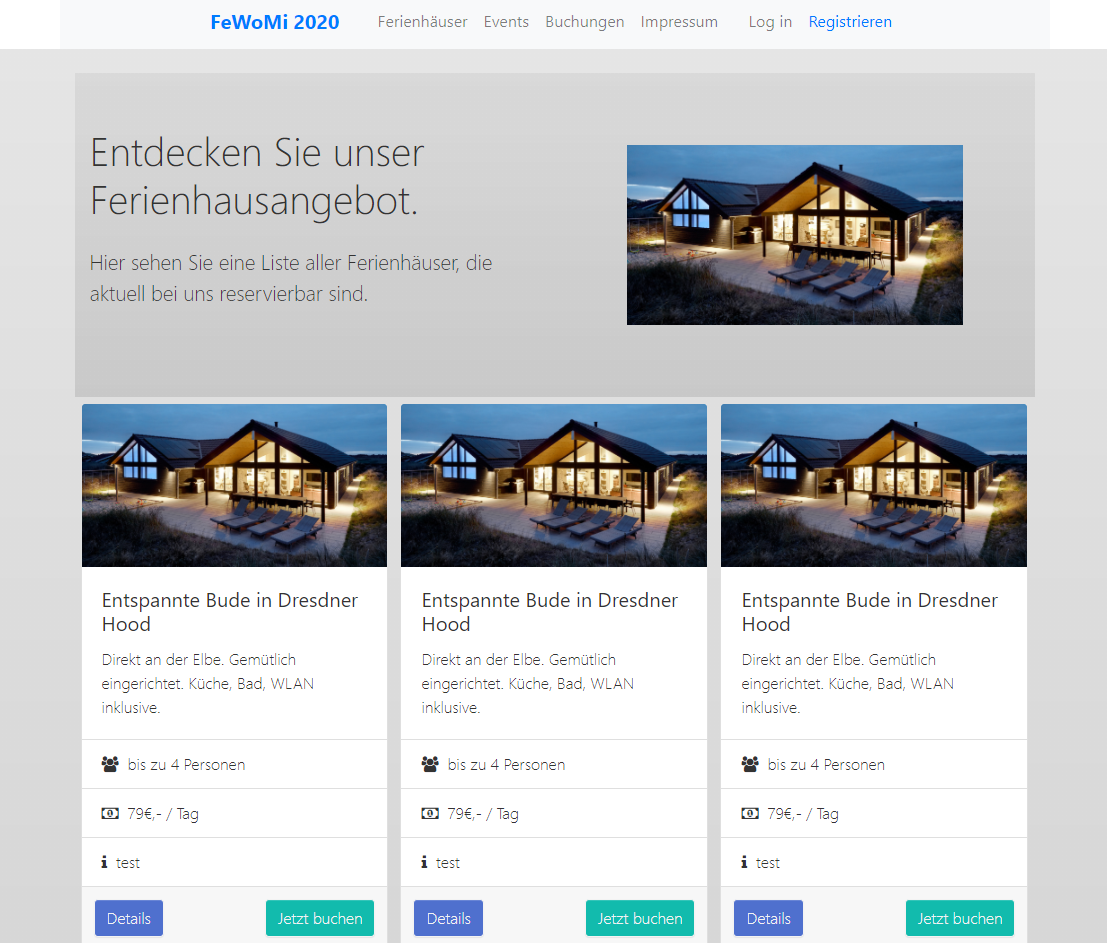 FeWoMi 2020 Ferienhäuser Events Buchungen Impressum Log in Registrieren
Entdecken Sie unser
Ferienhausangebot.
Hier sehen Sie eine Liste aller Ferienhäuser, die
aktuell bei uns reservierbar sind.
Entspannte Bude in Dresdner
Hood
Direkt an der Elbe. Gemütlich
eingerichtet. Küche, Bad, WLAN
inklusive.
bis zu 4 Personen
79€,- / Tag
test
Details Jetzt buchen
Entspannte Bude in Dresdner
Hood
Direkt an der Elbe. Gemütlich
eingerichtet. Küche, Bad, WLAN
inklusive.
bis zu 4 Personen
79€,- / Tag
test
Details Jetzt buchen
Entspannte Bude in Dresdner
Hood
Direkt an der Elbe. Gemütlich
eingerichtet. Küche, Bad, WLAN
inklusive.
bis zu 4 Personen
79€,- / Tag
test
Details Jetzt buchen